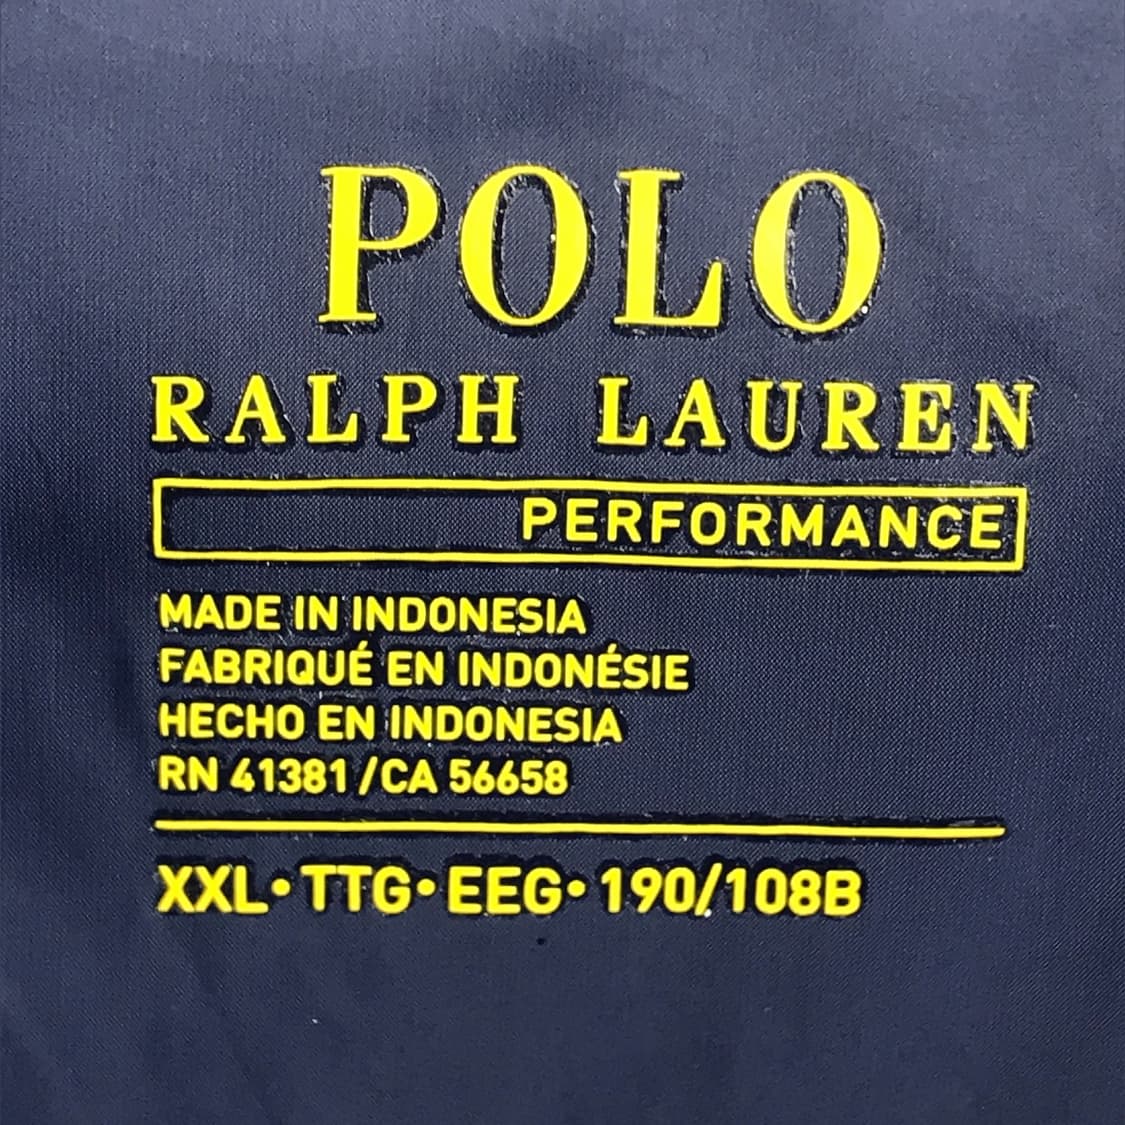 POLO
RALPH LAUREN
PERFORMANCE
MADE IN INDONESIA
FABRIQUÉ EN INDONÉSIE
HECHO EN INDONESIA
RN 41381 /CA 56658
XXL•TTG•EEG•190/108B